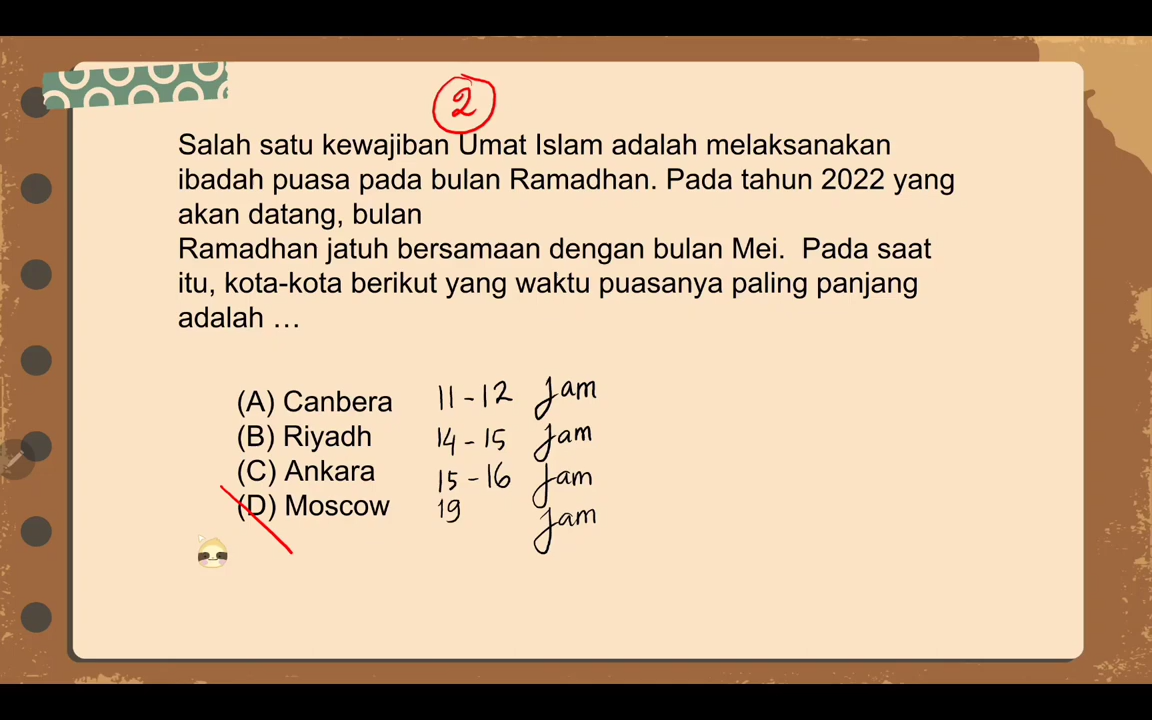 2
Salah satu kewajiban Umat Islam adalah melaksanakan
ibadah puasa pada bulan Ramadhan. Pada tahun 2022 yang
akan datang, bulan
Ramadhan jatuh bersamaan dengan bulan Mei. Pada saat
itu, kota-kota berikut yang waktu puasanya paling panjang
adalah …
(A) Canbera 11-12 jam
(B) Riyadh 14-15 jam
(C) Ankara 15-16 jam
(D) Moscow 19 jam